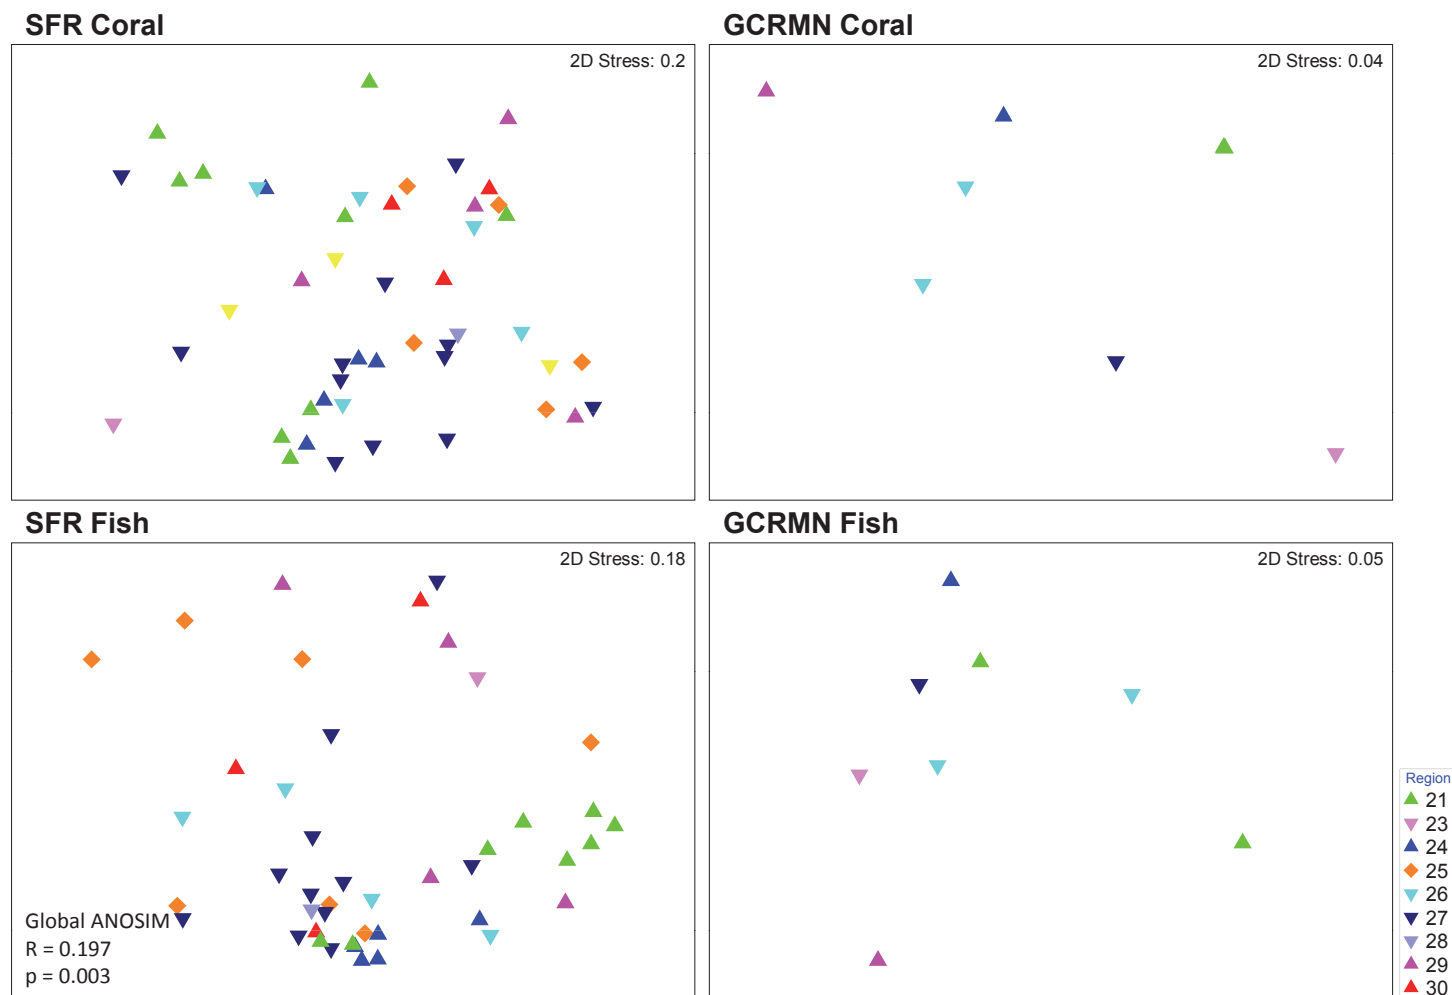 SFR Coral
2D Stress: 0.2
GCRMN Coral
2D Stress: 0.04
SFR Fish
2D Stress: 0.18
Global ANOSIM
R = 0.197
p = 0.003
GCRMN Fish
2D Stress: 0.05
Region
21
23
24
25
26
27
28
29
30